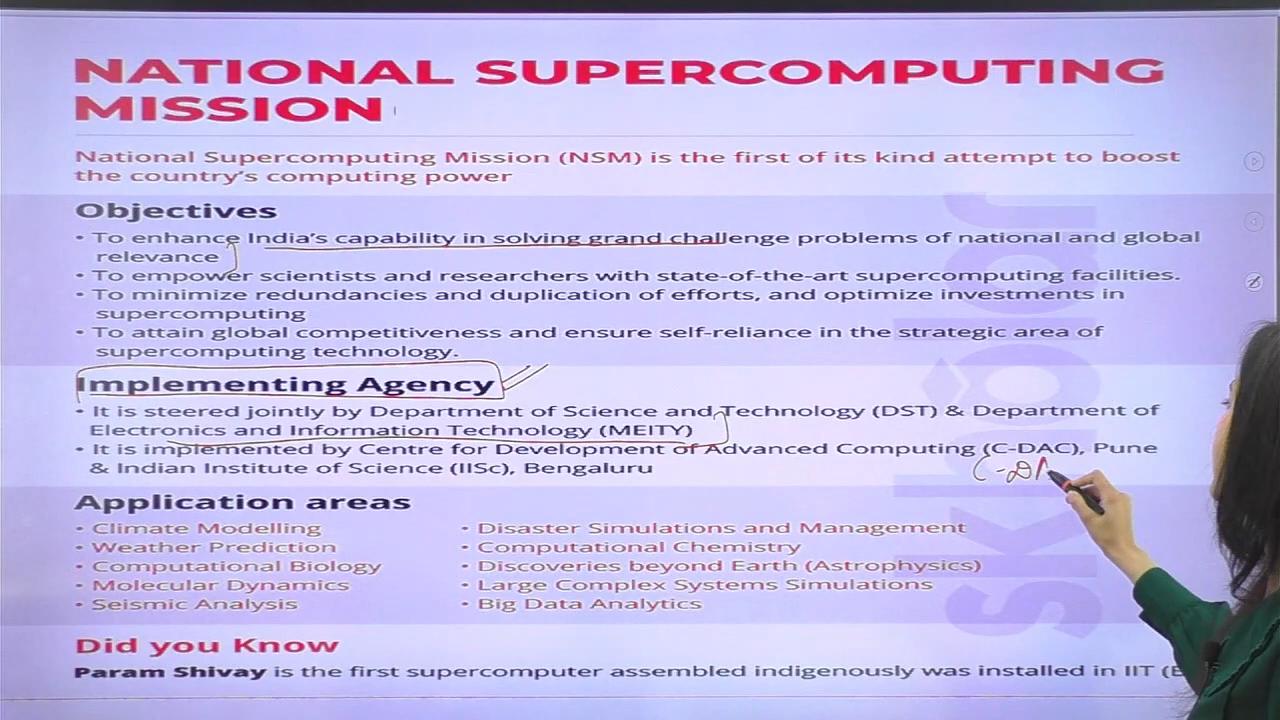 NATIONAL SUPERCOMPUTING
MISSION
National Supercomputing Mission (NSM) is the first of its kind attempt to boost
the country's computing power
Objectives
• To enhance India's capability in solving grand challenge problems of national and global
relevance
• To empower scientists and researchers with state-of-the-art supercomputing facilities.
• To minimize redundancies and duplication of efforts, and optimize investments in
supercomputing
• To attain global competitiveness and ensure self-reliance in the strategic area of
supercomputing technology.
Implementing Agency
• It is steered jointly by Department of Science and Technology (DST) & Department of
Electronics and Information Technology (MEITY)
• It is implemented by Centre for Development of Advanced Computing (C-DAC), Pune
& Indian Institute of Science (IISc), Bengaluru
C-DA
Application areas
• Climate Modelling
• Weather Prediction
• Computational Biology
• Molecular Dynamics
• Seismic Analysis
• Disaster Simulations and Management
• Computational Chemistry
• Discoveries beyond Earth (Astrophysics)
• Large Complex Systems Simulations
• Big Data Analytics
Did you Know
Param Shivay is the first supercomputer assembled indigenously was installed in IIT (B
skholar